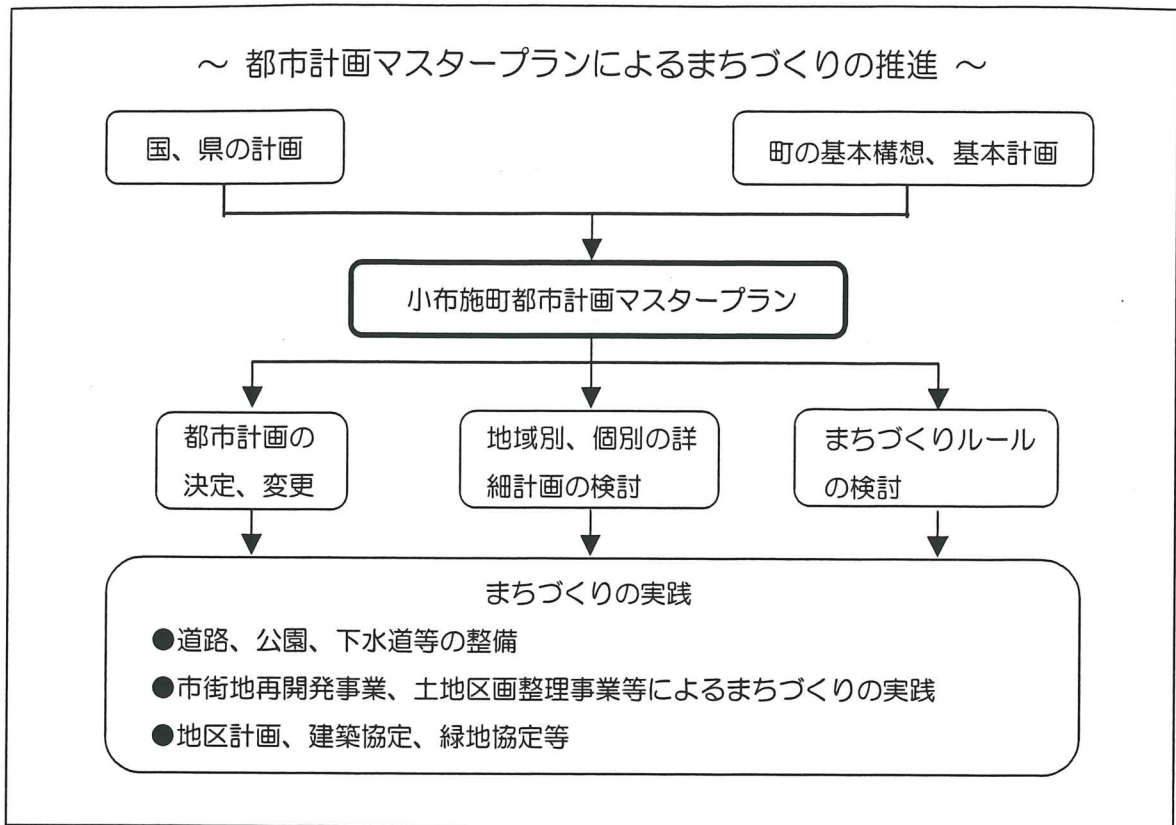 ～ 都市計画マスタープランによるまちづくりの推進 ～
国、県の計画
町の基本構想、基本計画
小布施町都市計画マスタープラン
都市計画の
決定、変更
地域別、個別の詳
細計画の検討
まちづくりルール
の検討
まちづくりの実践
●道路、公園、下水道等の整備
●市街地再開発事業、土地区画整理事業等によるまちづくりの実践
●地区計画、建築協定、緑地協定等